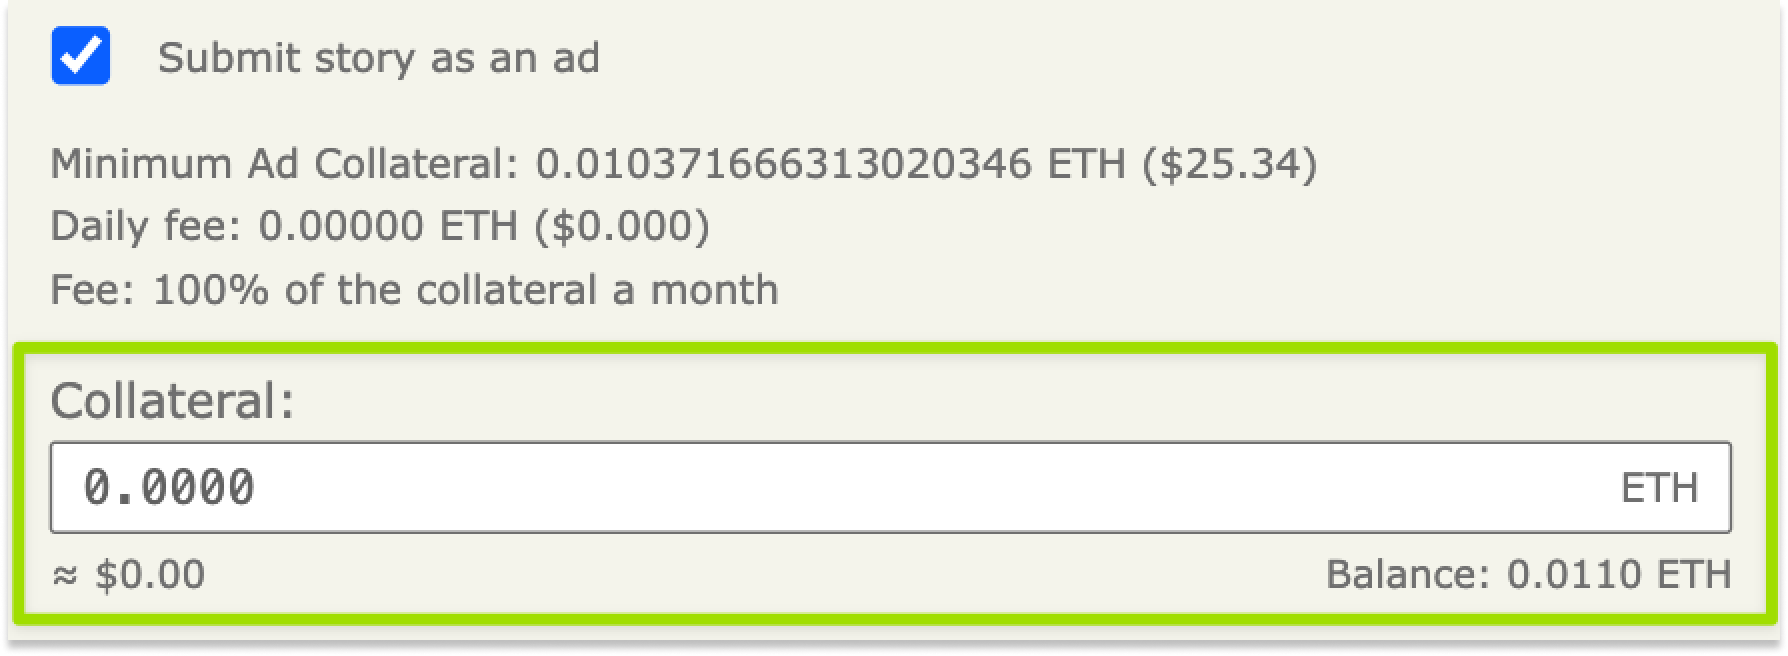 Submit story as an ad
Minimum Ad Collateral: 0.010371666313020346 ETH ($25.34)
Daily fee: 0.00000 ETH ($0.000)
Fee: 100% of the collateral a month
Collateral:
0.0000 ETH
≈ $0.00 Balance: 0.0110 ETH